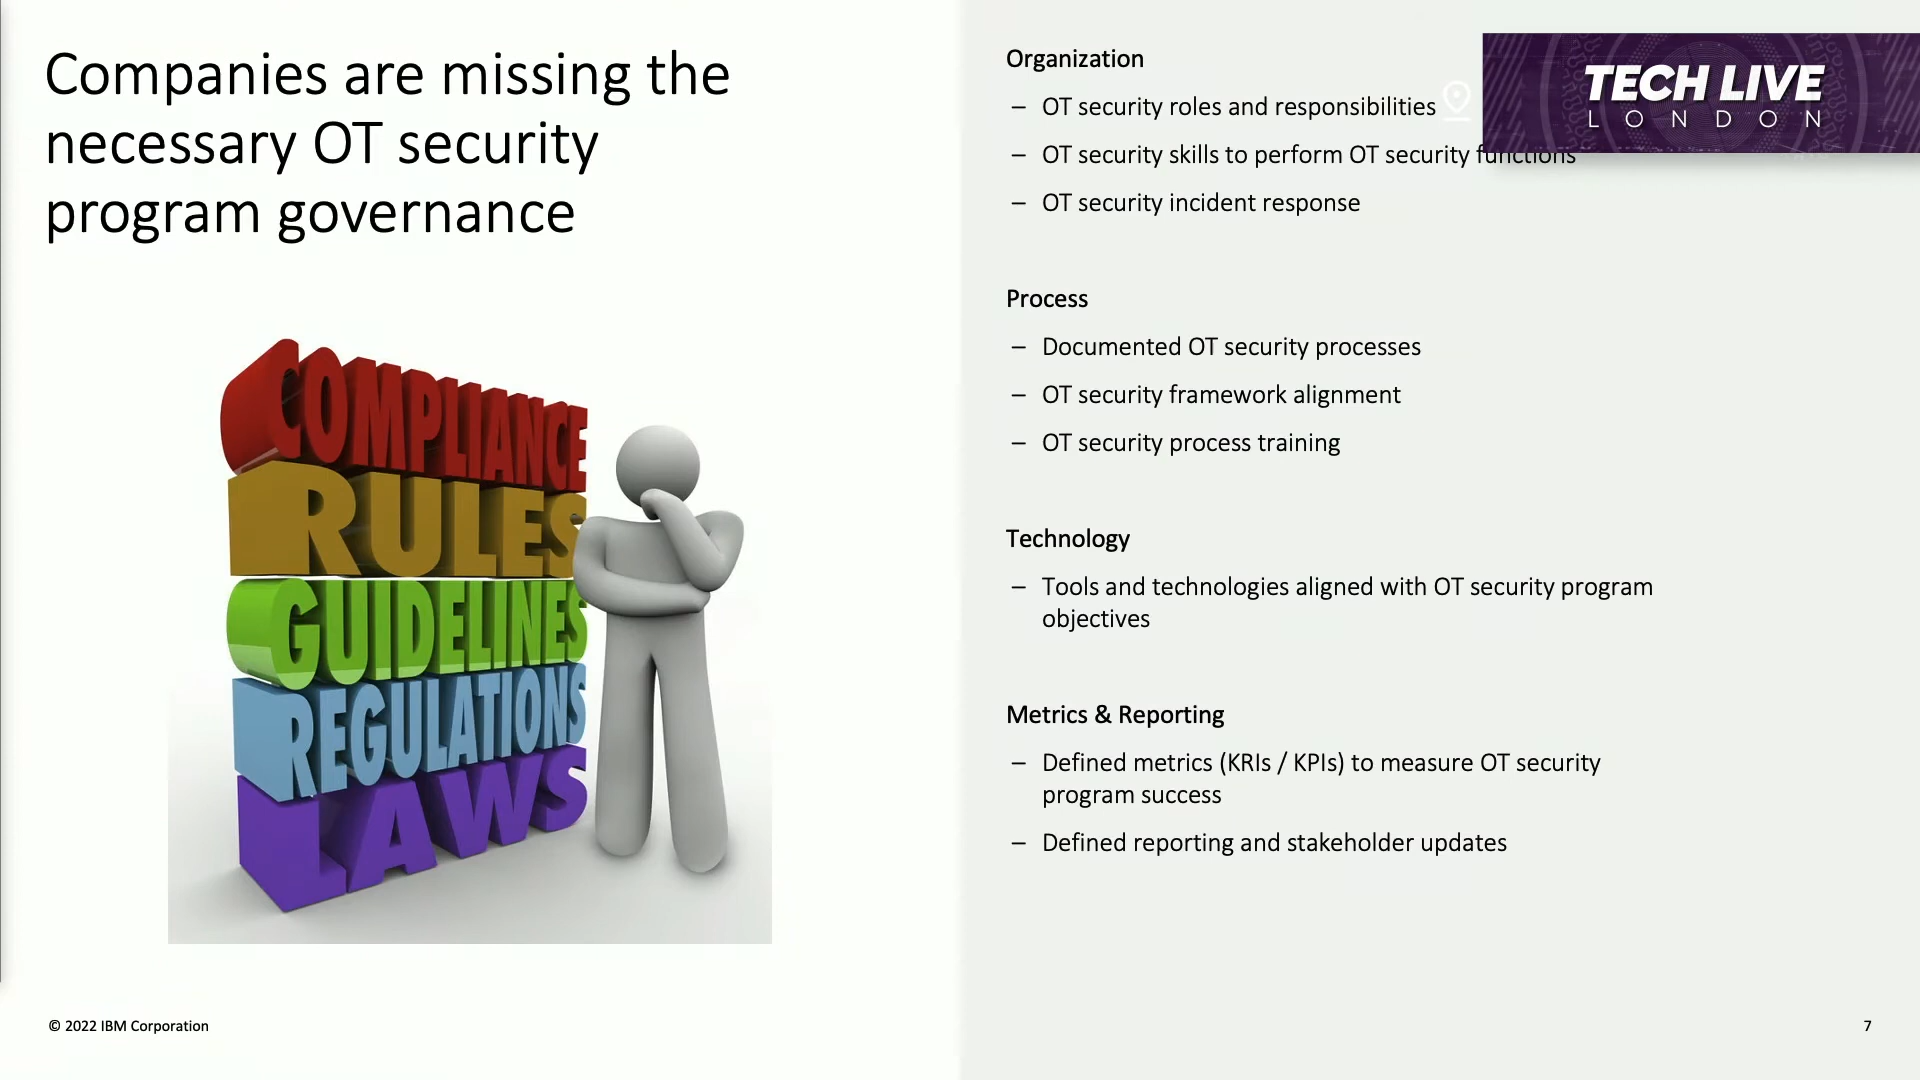 Companies are missing the
necessary OT security
program governance
COMPLIANCE
RULES
GUIDELINES
REGULATIONS
LAWS
© 2022 IBM Corporation
Organization
– OT security roles and responsibilities
– OT security skills to perform OT security functions
– OT security incident response
Process
– Documented OT security processes
– OT security framework alignment
– OT security process training
Technology
– Tools and technologies aligned with OT security program
objectives
Metrics & Reporting
– Defined metrics (KRIs / KPIs) to measure OT security
program success
– Defined reporting and stakeholder updates
TECH LIVE
LONDON
7